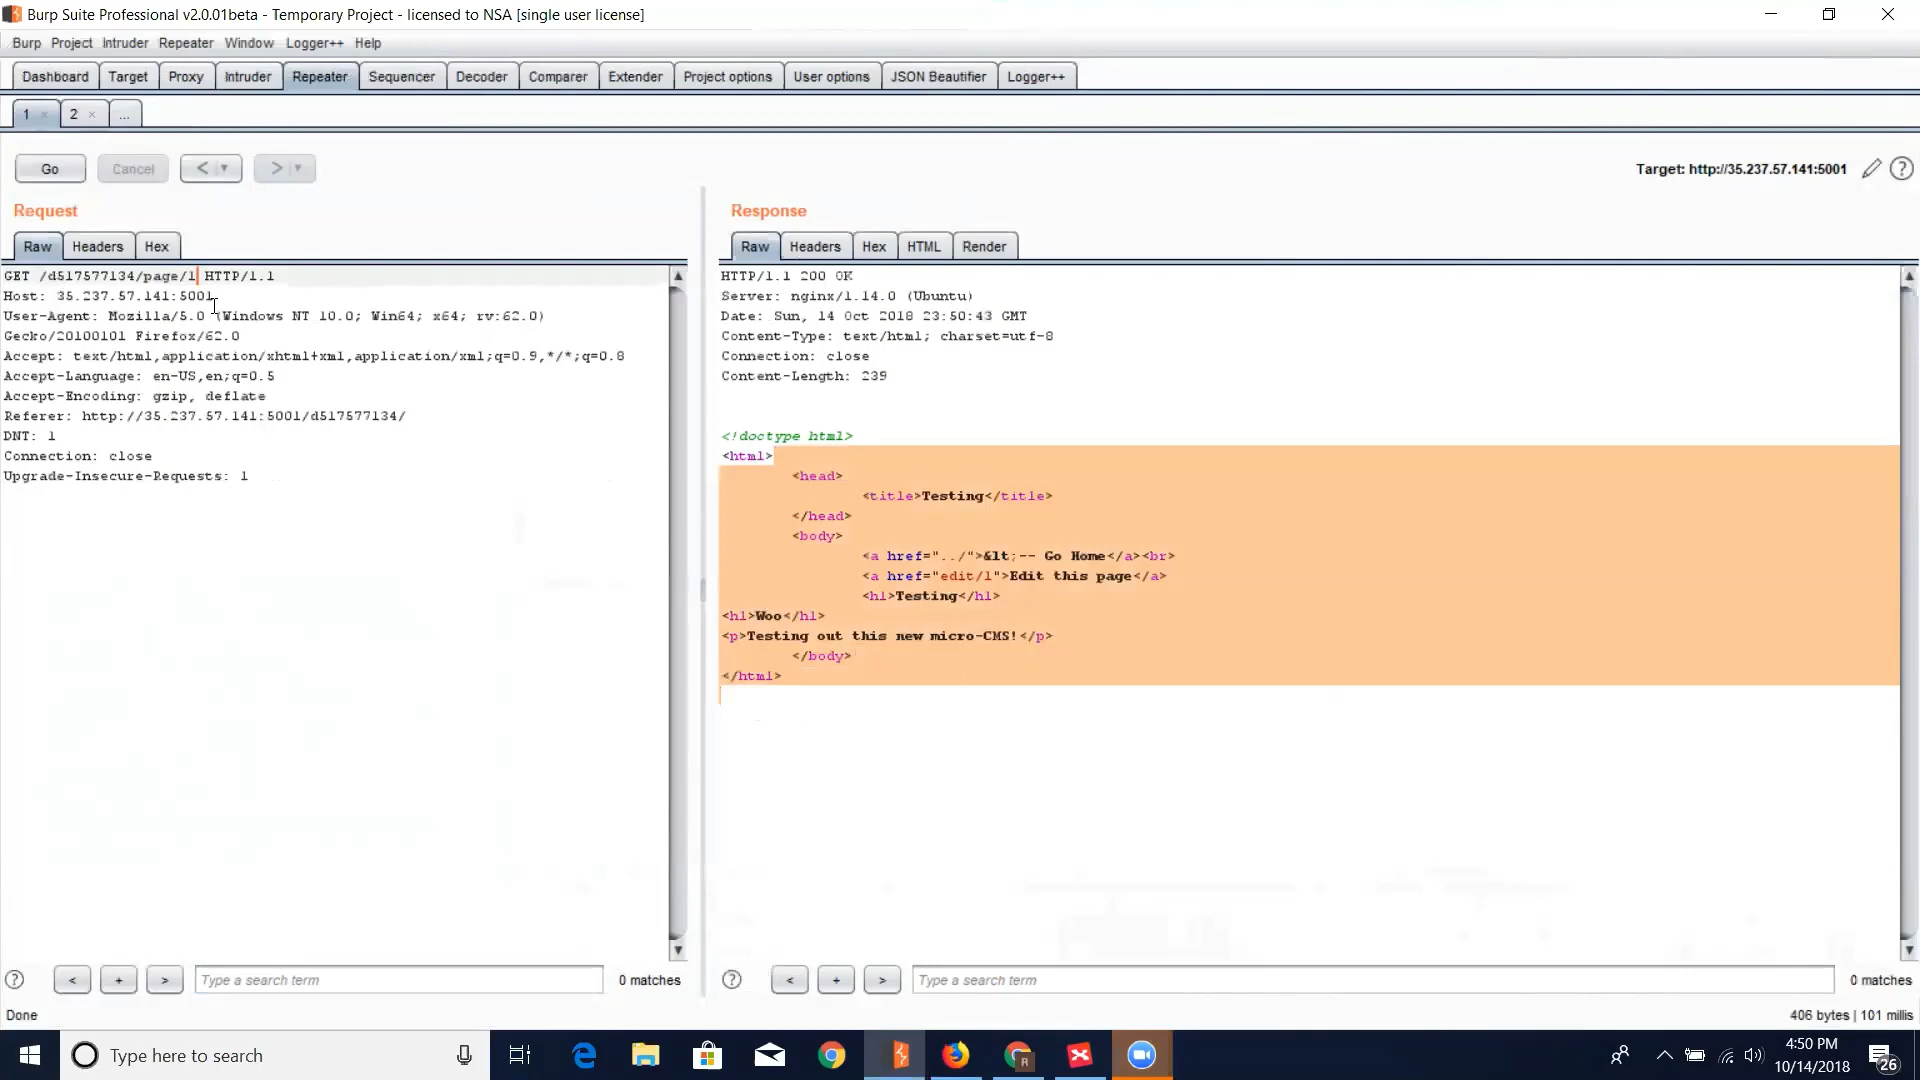 Burp Suite Professional v2.0.01beta - Temporary Project - licensed to NSA [single user license]
Burp Project Intruder Repeater Window Logger++ Help
Dashboard Target Proxy Intruder Repeater Sequencer Decoder Comparer Extender Project options User options JSON Beautifier Logger++
1 × 2 × ...
Go Cancel < > Target: http://35.237.57.141:5001 ?
Request
Raw Headers Hex
GET /d517577134/page/1 HTTP/1.1
Host: 35.237.57.141:5001
User-Agent: Mozilla/5.0 (Windows NT 10.0; Win64; x64; rv:62.0)
Gecko/20100101 Firefox/62.0
Accept: text/html,application/xhtml+xml,application/xml;q=0.9,*/*;q=0.8
Accept-Language: en-US,en;q=0.5
Accept-Encoding: gzip, deflate
Referer: http://35.237.57.141:5001/d517577134/
DNT: 1
Connection: close
Upgrade-Insecure-Requests: 1
? < + > Type a search term 0 matches
Response
Raw Headers Hex HTML Render
HTTP/1.1 200 OK
Server: nginx/1.14.0 (Ubuntu)
Date: Sun, 14 Oct 2018 23:50:43 GMT
Content-Type: text/html; charset=utf-8
Connection: close
Content-Length: 239
<!doctype html>
<html>
<head>
<title>Testing</title>
</head>
<body>
<a href="../">&lt;-- Go Home</a><br>
<a href="edit/1">Edit this page</a>
<h1>Testing</h1>
<h1>Woo</h1>
<p>Testing out this new micro-CMS!</p>
</body>
</html>
? < + > Type a search term 0 matches
Done 406 bytes | 101 millis
Type here to search
R
4:50 PM
10/14/2018
26